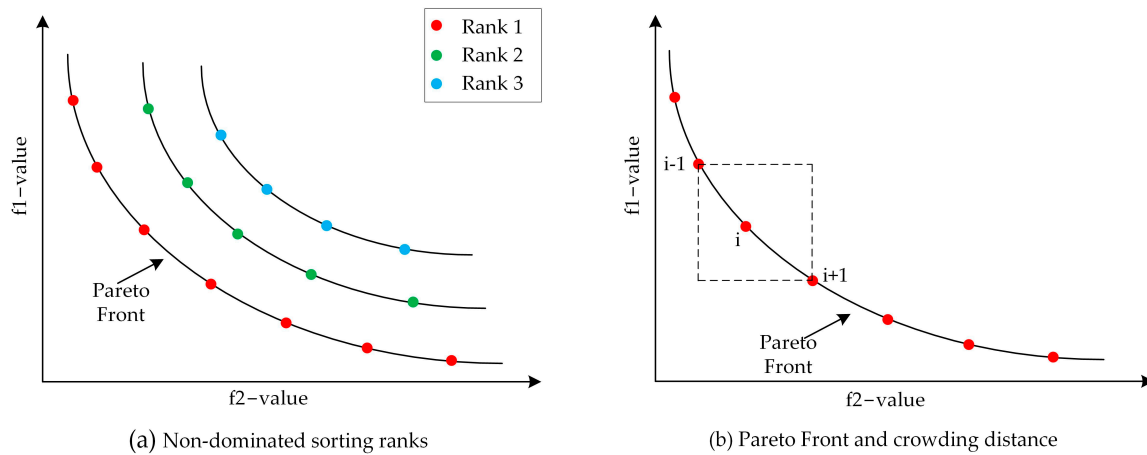 Rank 1
Rank 2
Rank 3
f1-value
Pareto
Front
f2-value
(a) Non-dominated sorting ranks
f1-value
i-1
i
i+1
Pareto
Front
f2-value
(b) Pareto Front and crowding distance